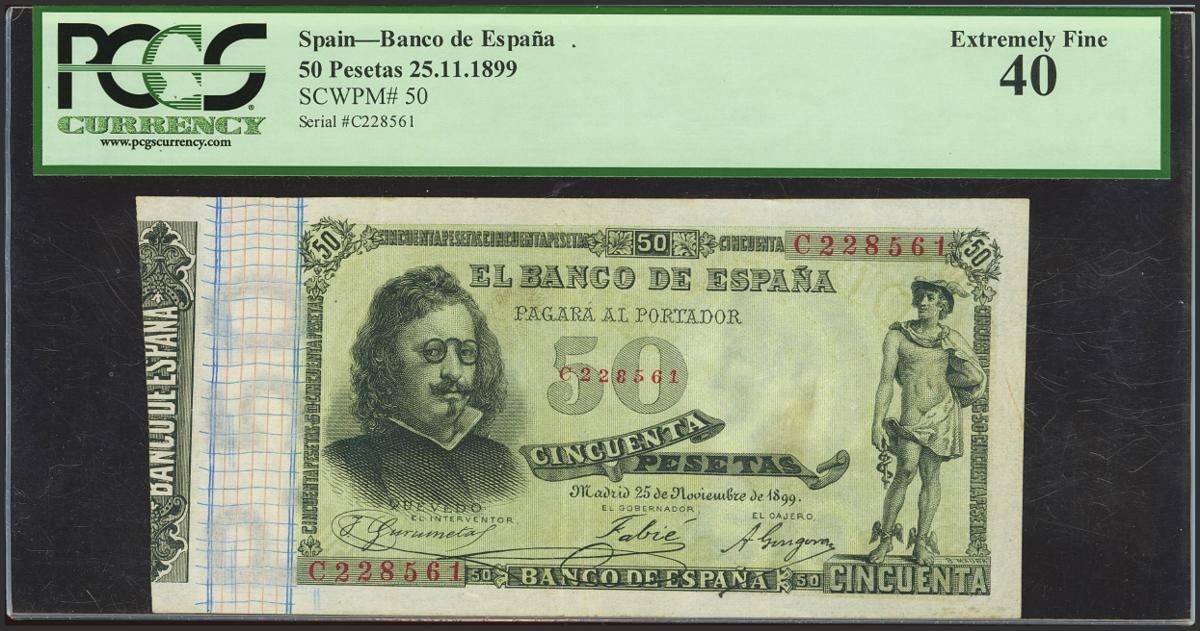 PCGS
CURRENCY
www.pcgscurrency.com
Spain—Banco de España
50 Pesetas 25.11.1899
SCWPM# 50
Serial #C228561
Extremely Fine
40
BANCO DE ESPAÑA
50
CINCUENTA PESETAS CINCUENTA PESETAS
50
CINCUENTA
C228561
50
EL BANCO DE ESPAÑA
PAGARÁ AL PORTADOR
50
C228561
CINCUENTA
PESETAS
Madrid 25 de Noviembre de 1899.
QUEVEDO
EL INTERVENTOR,
EL GOBERNADOR,
EL CAJERO,
Fabié
B. MAURA
C228561
50
BANCO DE ESPAÑA
50
CINCUENTA